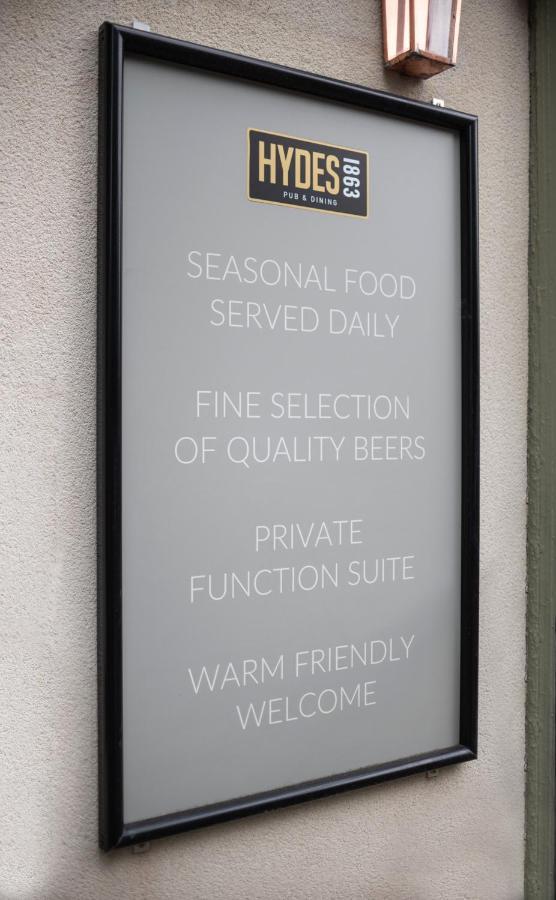 HYDES 1863
PUB & DINING
SEASONAL FOOD
SERVED DAILY
FINE SELECTION
OF QUALITY BEERS
PRIVATE
FUNCTION SUITE
WARM FRIENDLY
WELCOME